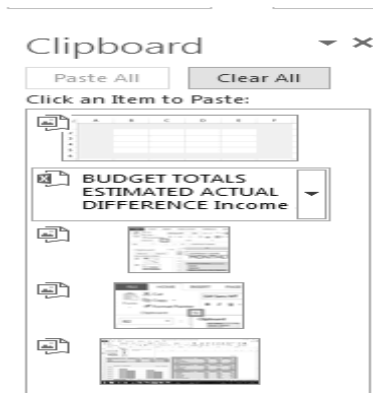 Clipboard
Paste All Clear All
Click an Item to Paste:
A B C D E F
BUDGET TOTALS
ESTIMATED ACTUAL
DIFFERENCE Income